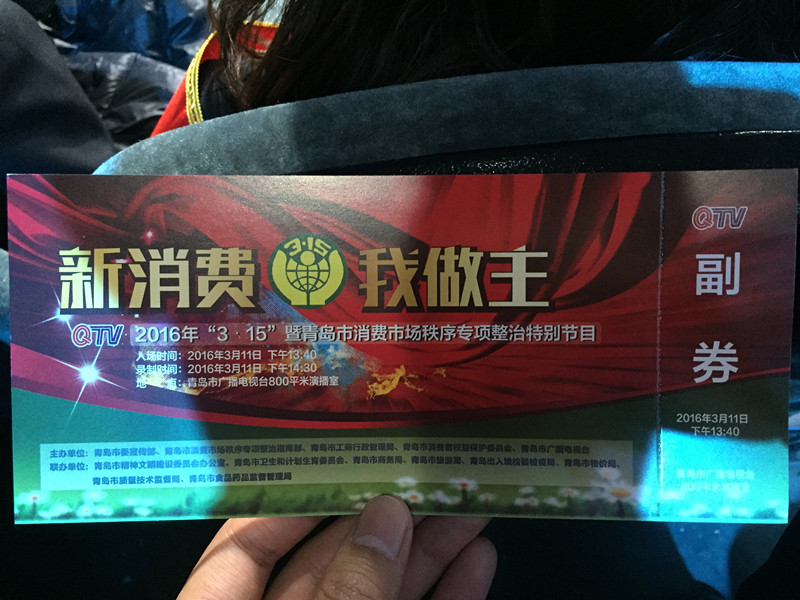 新消费 3·15 我做主
QTV 2016年“3·15”暨青岛市消费市场秩序专项整治特别节目
入场时间：2016年3月11日 下午13:40
录制时间：2016年3月11日 下午14:30
地 点：青岛市广播电视台800平米演播室
主办单位：青岛市委宣传部、青岛市消费市场秩序专项整治指挥部、青岛市工商行政管理局、青岛市消费者权益保护委员会、青岛市广播电视台
联办单位：青岛市精神文明建设委员会办公室、青岛市卫生和计划生育委员会、青岛市商务局、青岛市旅游局、青岛出入境检验检疫局、青岛市物价局、
青岛市质量技术监督局、青岛市食品药品监督管理局
QTV
副
券
2016年3月11日
下午13:40
青岛市广播电视台
800平米演播室